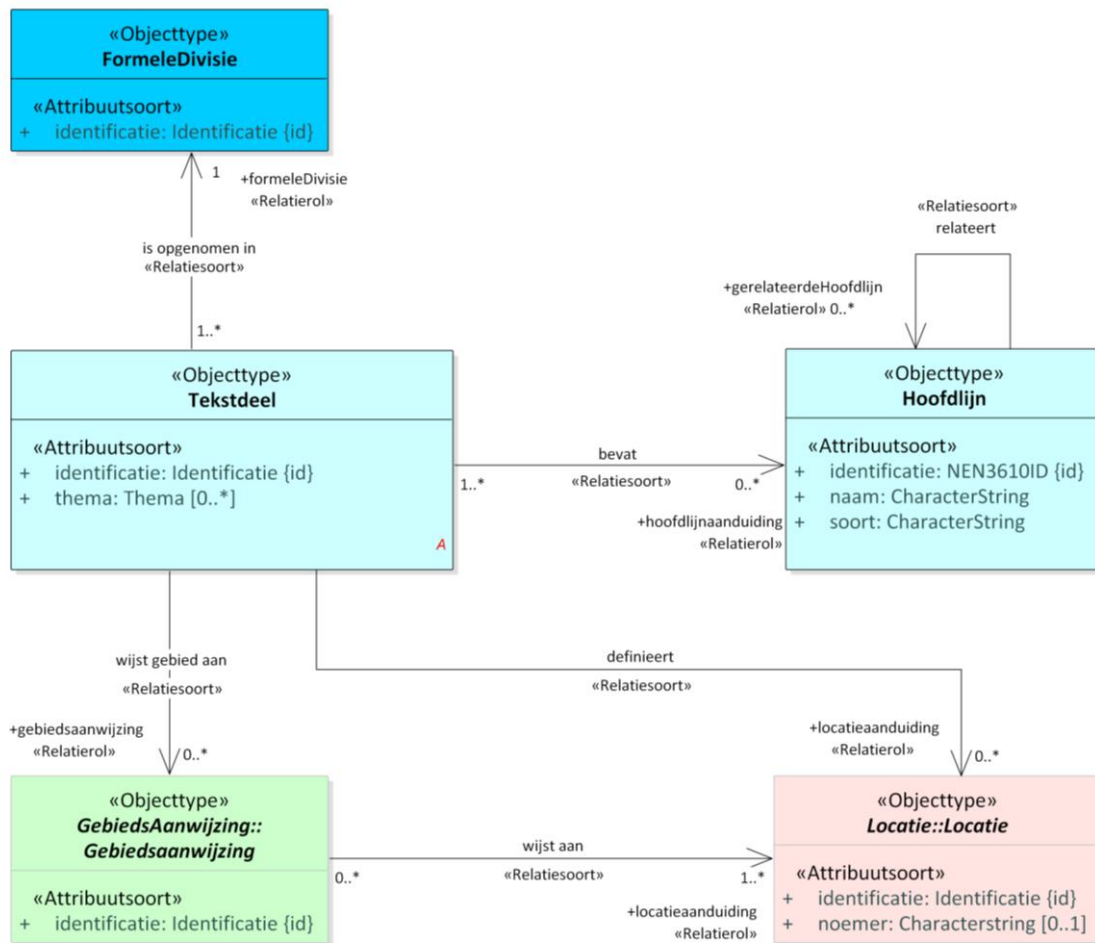 «Objecttype»
FormeleDivisie
«Attribuutsoort»
+ identificatie: Identificatie {id}
1
+formeleDivisie
«Relatierol»
is opgenomen in
«Relatiesoort»
1..*
«Relatiesoort»
relateert
+gerelateerdeHoofdlijn
«Relatierol» 0..*
«Objecttype»
Tekstdeel
«Attribuutsoort»
+ identificatie: Identificatie {id}
+ thema: Thema [0..*]
A
bevat
«Relatiesoort»
1..*
0..*
+hoofdlijnaanduiding
«Relatierol»
«Objecttype»
Hoofdlijn
«Attribuutsoort»
+ identificatie: NEN3610ID {id}
+ naam: CharacterString
+ soort: CharacterString
wijst gebied aan
«Relatiesoort»
+gebiedsaanwijzing
«Relatierol»
0..*
definieert
«Relatiesoort»
+locatieaanduiding
«Relatierol»
0..*
«Objecttype»
GebiedsAanwijzing::
Gebiedsaanwijzing
«Attribuutsoort»
+ identificatie: Identificatie {id}
wijst aan
«Relatiesoort»
0..*
1..*
+locatieaanduiding
«Relatierol»
«Objecttype»
Locatie::Locatie
«Attribuutsoort»
+ identificatie: Identificatie {id}
+ noemer: Characterstring [0..1]